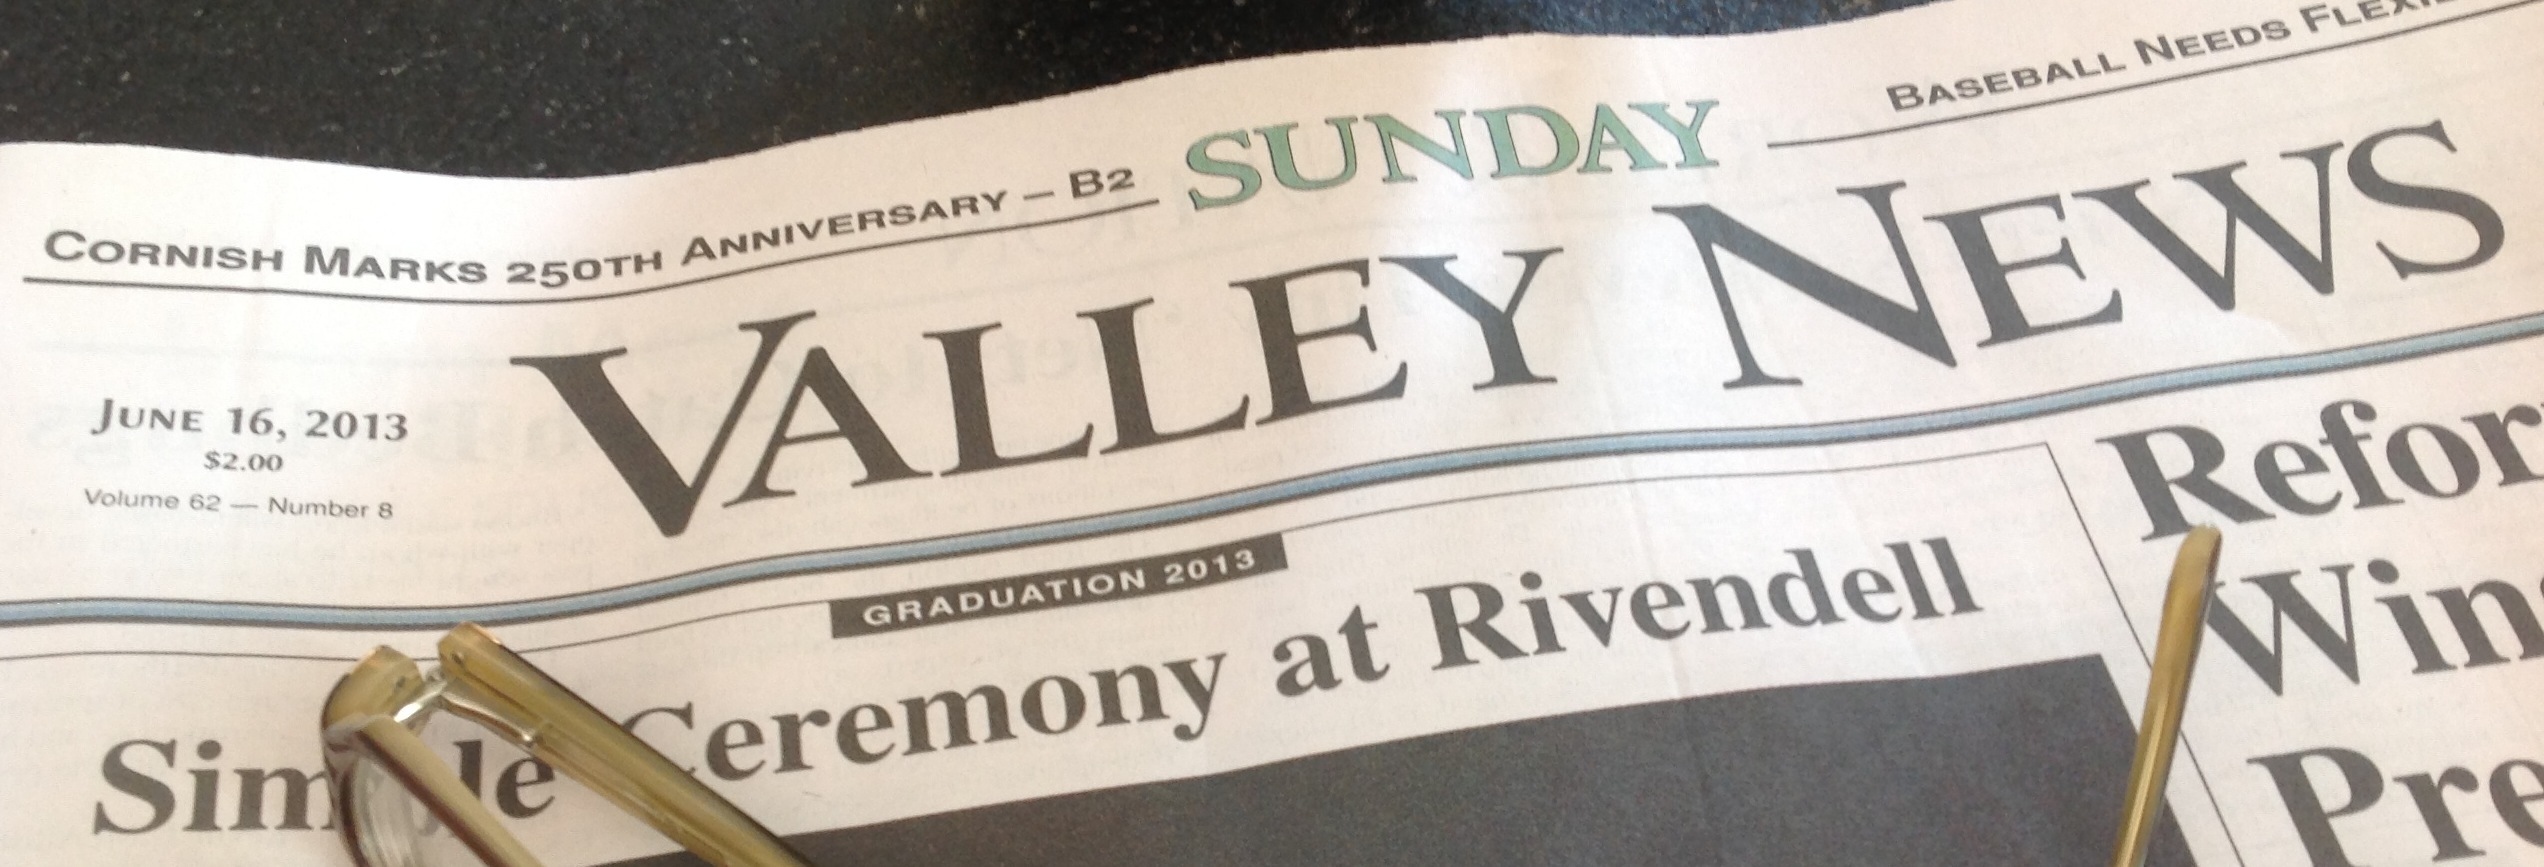 CORNISH MARKS 250TH ANNIVERSARY – B2
SUNDAY
BASEBALL NEEDS
VALLEY NEWS
JUNE 16, 2013
$2.00
Volume 62 — Number 8
GRADUATION 2013
Simple Ceremony at Rivendell